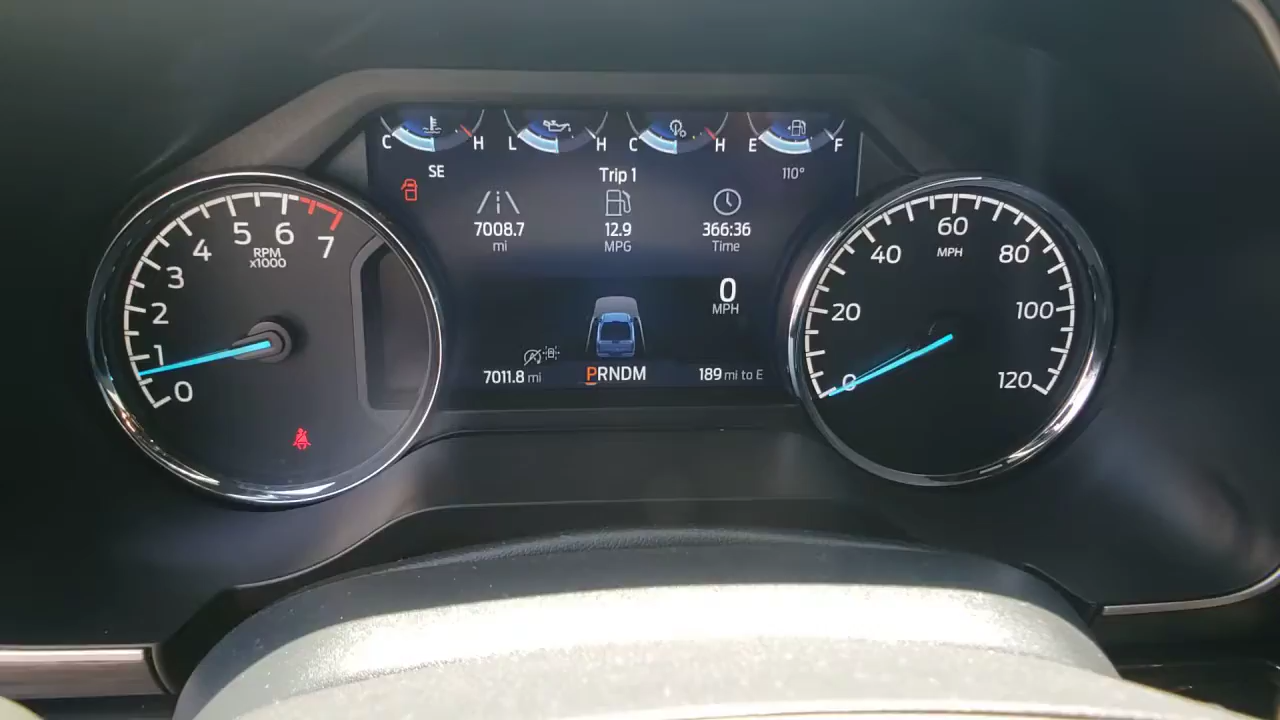 C H L H C H E F
SE Trip 1 110°
7008.7 12.9 366:36
mi MPG Time
0
MPH
7011.8 mi PRNDM 189 mi to E
0 1 2 3 4 5 6 7
RPM
x1000
0 20 40 60 80 100 120
MPH